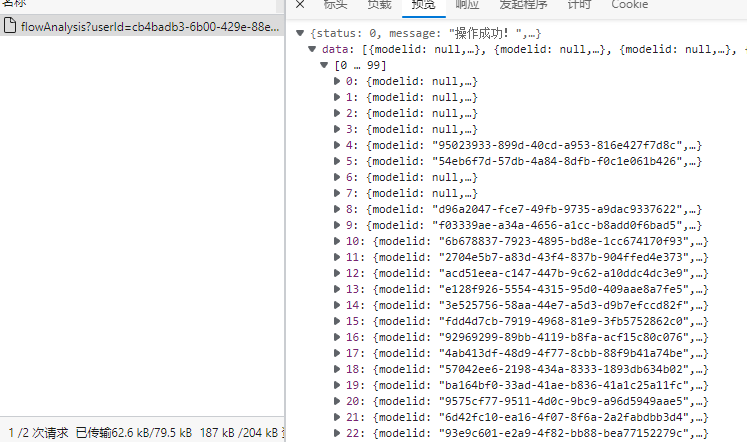 名称
flowAnalysis?userId=cb4badb3-6b00-429e-88e...
1 /2 次请求 已传输62.6 kB/79.5 kB 187 kB /204 kB
标头 负载 预览 响应 发起程序 计时 Cookie
{status: 0, message: "操作成功！",…}
data: [{modelid: null,…}, {modelid: null,…}, {modelid: null,…}, {
[0 … 99]
0: {modelid: null,…}
1: {modelid: null,…}
2: {modelid: null,…}
3: {modelid: null,…}
4: {modelid: "95023933-899d-40cd-a953-816e427f7d8c",…}
5: {modelid: "54eb6f7d-57db-4a84-8dfb-f0c1e061b426",…}
6: {modelid: null,…}
7: {modelid: null,…}
8: {modelid: "d96a2047-fce7-49fb-9735-a9dac9337622",…}
9: {modelid: "f03339ae-a34a-4656-a1cc-b8add0f6bad5",…}
10: {modelid: "6b678837-7923-4895-bd8e-1cc674170f93",…}
11: {modelid: "2704e5b7-a83d-43f4-837b-904ffed4e373",…}
12: {modelid: "acd51eea-c147-447b-9c62-a10ddc4dc3e9",…}
13: {modelid: "e128f926-5554-4315-95d0-409aae8a7fe5",…}
14: {modelid: "3e525756-58aa-44e7-a5d3-d9b7efccd82f",…}
15: {modelid: "fdd4d7cb-7919-4968-81e9-3fb5752862c0",…}
16: {modelid: "92969299-89bb-4119-b8fa-acf15c80c076",…}
17: {modelid: "4ab413df-48d9-4f77-8cbb-88f9b41a74be",…}
18: {modelid: "57042ee6-2198-434a-8333-1893db634b02",…}
19: {modelid: "ba164bf0-33ad-41ae-b836-41a1c25a11fc",…}
20: {modelid: "9575cf77-9511-4d0c-9bc9-a96d5949aae5",…}
21: {modelid: "6d42fc10-ea16-4f07-8f6a-2a2fabdbb3d4",…}
22: {modelid: "93e9c601-e2a9-4f82-bb88-bea77152279c",…}